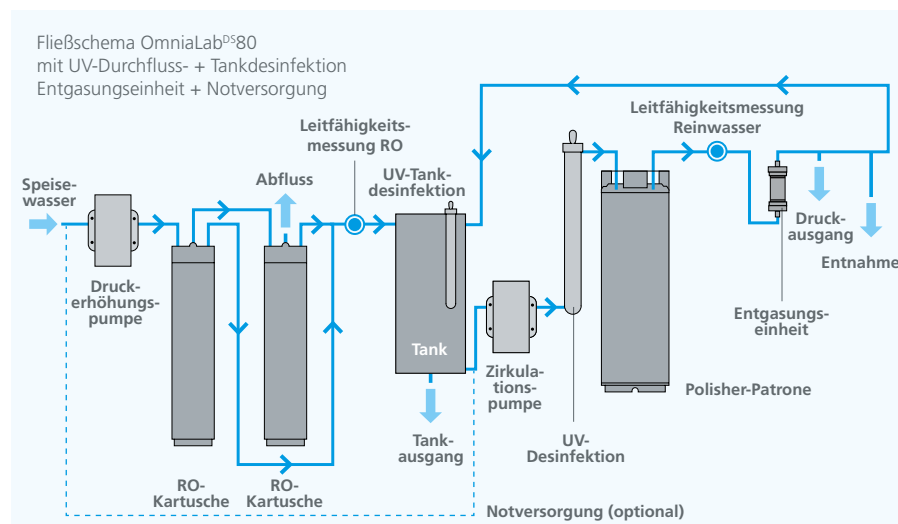 Fließschema OmniaLabDS80
mit UV-Durchfluss- + Tankdesinfektion
Entgasungseinheit + Notversorgung
Speise-
wasser
Druck-
erhöhungs-
pumpe
RO-
Kartusche
Abfluss
RO-
Kartusche
Leitfähigkeits-
messung RO
UV-Tank-
desinfektion
Tank
Tank-
ausgang
Zirkula-
tions-
pumpe
UV-
Desinfektion
Polisher-Patrone
Leitfähigkeitsmessung
Reinwasser
Entgasungs-
einheit
Druck-
ausgang
Entnahme
Notversorgung (optional)